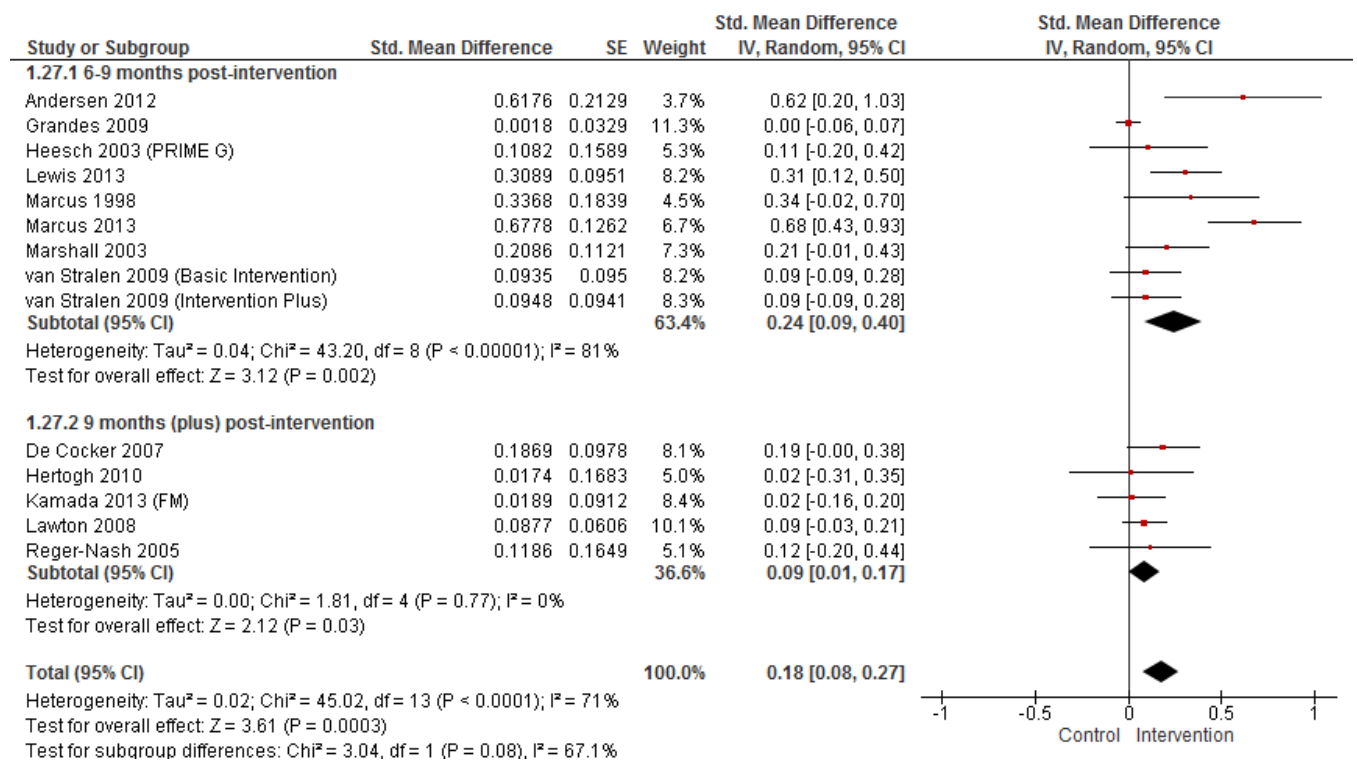 Std. Mean Difference Std. Mean Difference
Study or Subgroup Std. Mean Difference SE Weight IV, Random, 95% CI IV, Random, 95% CI
1.27.1 6-9 months post-intervention
Andersen 2012 0.6176 0.2129 3.7% 0.62 [0.20, 1.03]
Grandes 2009 0.0018 0.0329 11.3% 0.00 [-0.06, 0.07]
Heesch 2003 (PRIME G) 0.1082 0.1589 5.3% 0.11 [-0.20, 0.42]
Lewis 2013 0.3089 0.0951 8.2% 0.31 [0.12, 0.50]
Marcus 1998 0.3368 0.1839 4.5% 0.34 [-0.02, 0.70]
Marcus 2013 0.6778 0.1262 6.7% 0.68 [0.43, 0.93]
Marshall 2003 0.2086 0.1121 7.3% 0.21 [-0.01, 0.43]
van Stralen 2009 (Basic Intervention) 0.0935 0.095 8.2% 0.09 [-0.09, 0.28]
van Stralen 2009 (Intervention Plus) 0.0948 0.0941 8.3% 0.09 [-0.09, 0.28]
Subtotal (95% CI) 63.4% 0.24 [0.09, 0.40]
Heterogeneity: Tau² = 0.04; Chi² = 43.20, df = 8 (P < 0.00001); I² = 81%
Test for overall effect: Z = 3.12 (P = 0.002)
1.27.2 9 months (plus) post-intervention
De Cocker 2007 0.1869 0.0978 8.1% 0.19 [-0.00, 0.38]
Hertogh 2010 0.0174 0.1683 5.0% 0.02 [-0.31, 0.35]
Kamada 2013 (FM) 0.0189 0.0912 8.4% 0.02 [-0.16, 0.20]
Lawton 2008 0.0877 0.0606 10.1% 0.09 [-0.03, 0.21]
Reger-Nash 2005 0.1186 0.1649 5.1% 0.12 [-0.20, 0.44]
Subtotal (95% CI) 36.6% 0.09 [0.01, 0.17]
Heterogeneity: Tau² = 0.00; Chi² = 1.81, df = 4 (P = 0.77); I² = 0%
Test for overall effect: Z = 2.12 (P = 0.03)
Total (95% CI) 100.0% 0.18 [0.08, 0.27]
Heterogeneity: Tau² = 0.02; Chi² = 45.02, df = 13 (P < 0.0001); I² = 71%
Test for overall effect: Z = 3.61 (P = 0.0003)
Test for subgroup differences: Chi² = 3.04, df = 1 (P = 0.08), I² = 67.1%
-1 -0.5 0 0.5 1
Control Intervention